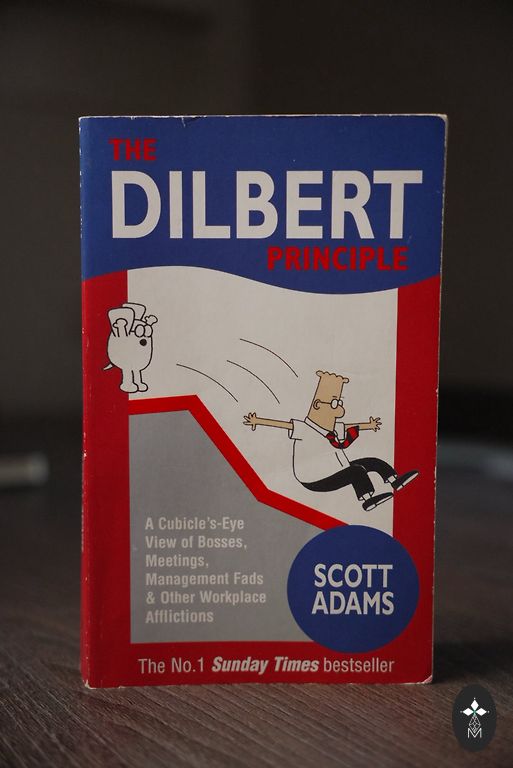 THE
DILBERT
PRINCIPLE
A Cubicle's-Eye
View of Bosses,
Meetings,
Management Fads
& Other Workplace
Afflictions
SCOTT
ADAMS
The No.1 Sunday Times bestseller
M